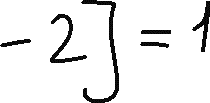 -2] = 1